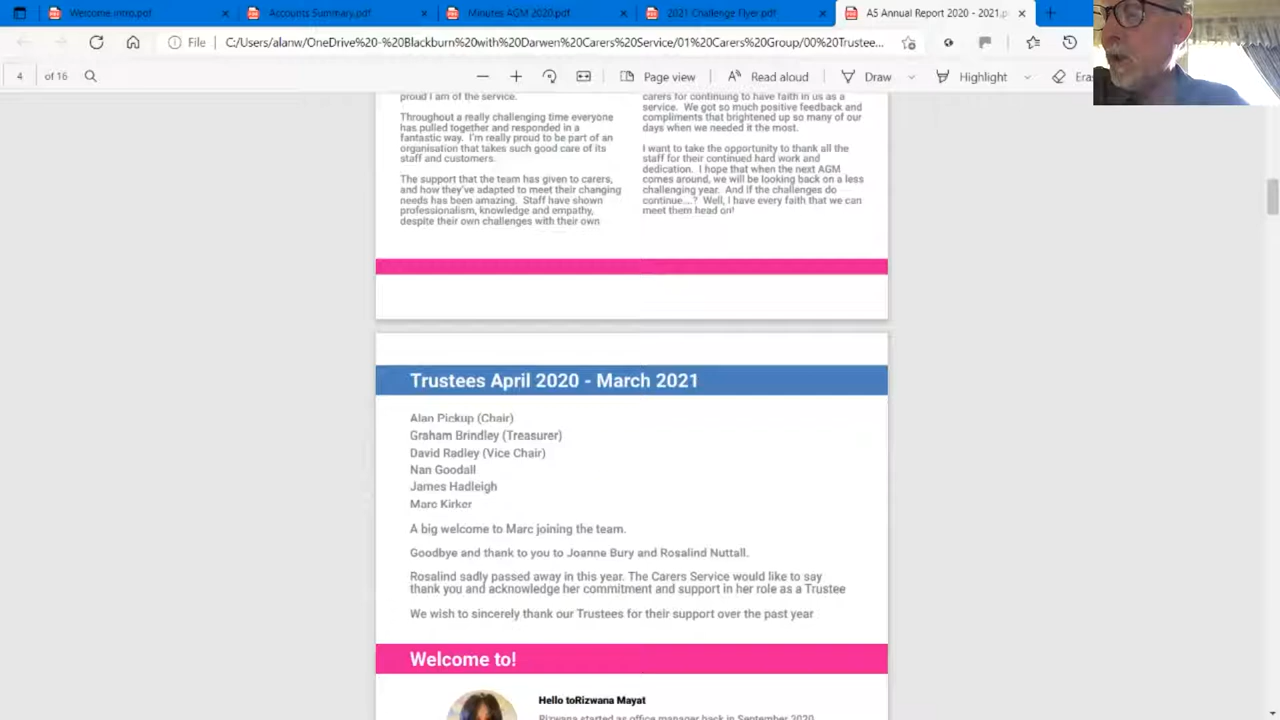 Welcome intro.pdf
Accounts Summary.pdf
Minutes AGM 2020.pdf
2021 Challenge Flyer.pdf
A5 Annual Report 2020 - 2021.p
File
C:/Users/alanw/OneDrive%20-%20Blackburn%20with%20Darwen%20Carers%20Service/01%20Carers%20Group/00%20Trustee...
4 of 16
Page view
Read aloud
Draw
Highlight
Era
proud I am of the service.
Throughout a really challenging time everyone
has pulled together and responded in a
fantastic way. I'm really proud to be part of an
organisation that takes such good care of its
staff and customers.
The support that the team has given to carers,
and how they've adapted to meet their changing
needs has been amazing. Staff have shown
professionalism, knowledge and empathy,
despite their own challenges with their own
carers for continuing to have faith in us as a
service. We got so much positive feedback and
compliments that brightened up so many of our
days when we needed it the most.
I want to take the opportunity to thank all the
staff for their continued hard work and
dedication. I hope that when the next AGM
comes around, we will be looking back on a less
challenging year. And if the challenges do
continue....? Well, I have every faith that we can
meet them head on!
Trustees April 2020 - March 2021
Alan Pickup (Chair)
Graham Brindley (Treasurer)
David Radley (Vice Chair)
Nan Goodall
James Hadleigh
Marc Kirker
A big welcome to Marc joining the team.
Goodbye and thank to you to Joanne Bury and Rosalind Nuttall.
Rosalind sadly passed away in this year. The Carers Service would like to say
thank you and acknowledge her commitment and support in her role as a Trustee
We wish to sincerely thank our Trustees for their support over the past year
Welcome to!
Hello toRizwana Mayat
Rizwana started as office manager back in September 2020